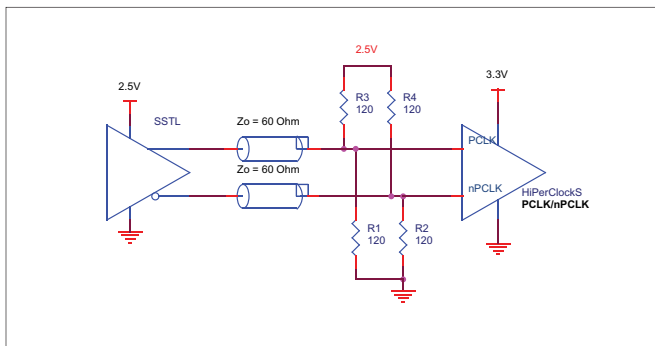 2.5V
SSTL
Zo = 60 Ohm
Zo = 60 Ohm
2.5V
R3
120
R4
120
3.3V
PCLK
nPCLK
HiPerClockS
PCLK/nPCLK
R1
120
R2
120